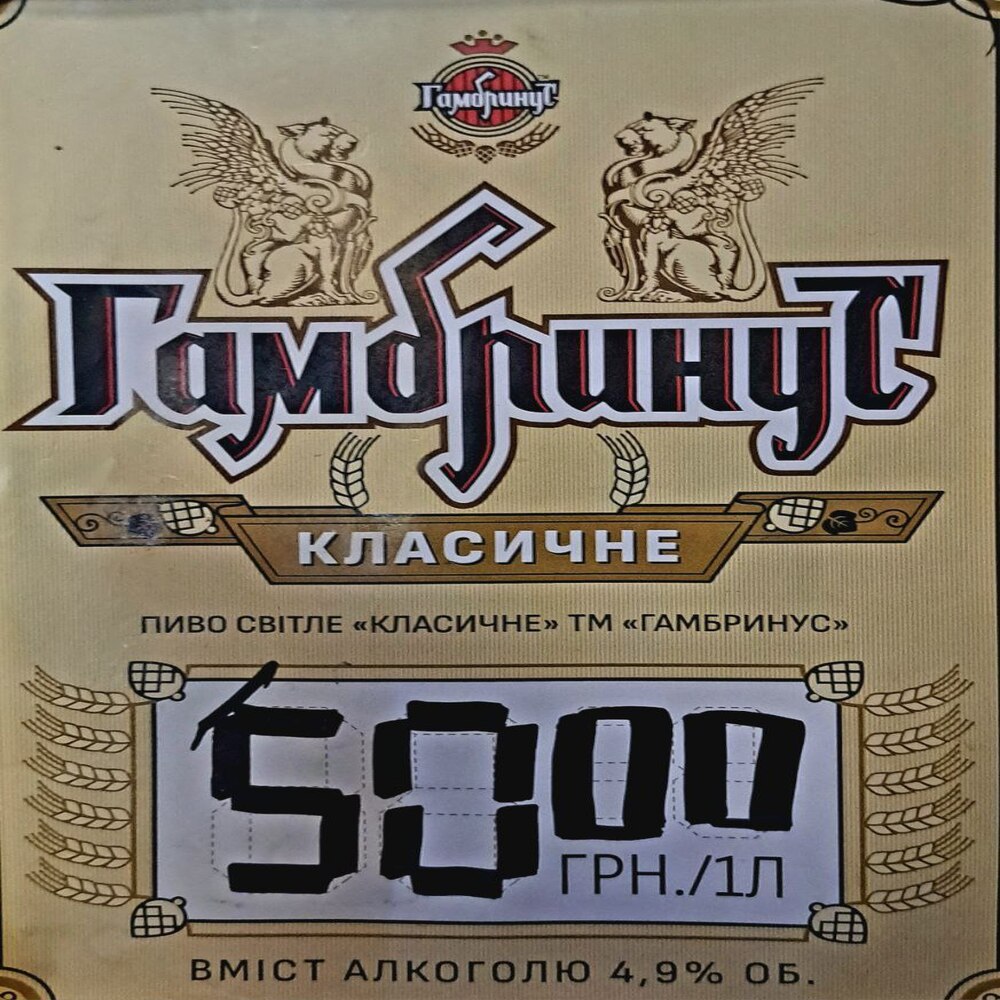 Гамбринус
Гамбринус
КЛАСИЧНЕ
ПИВО СВІТЛЕ «КЛАСИЧНЕ» ТМ «ГАМБРИНУС»
5000
ГРН./1Л
ВМІСТ АЛКОГОЛЮ 4,9% ОБ.